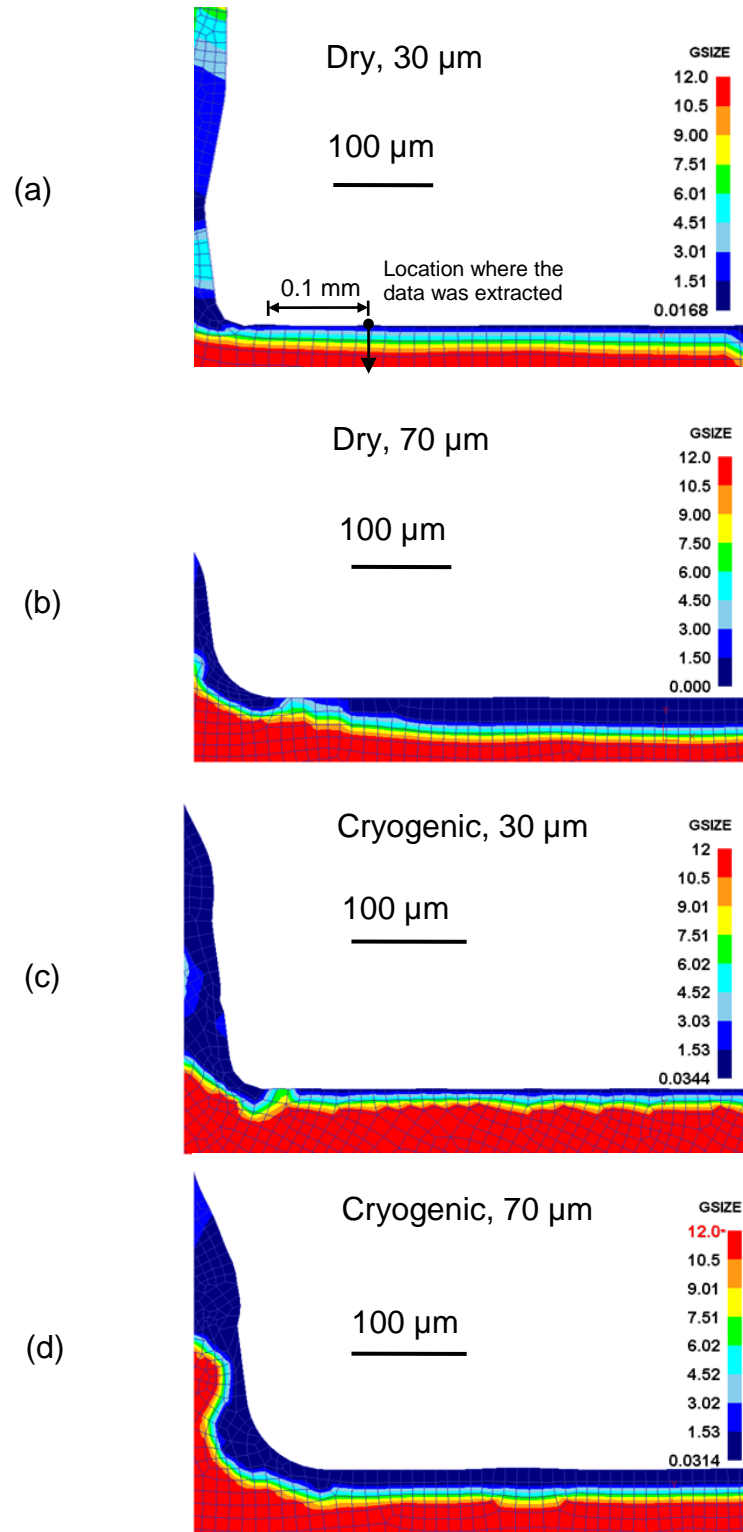 Dry, 30 µm
GSIZE
12.0
10.5
9.00
7.51
6.01
4.51
3.01
1.51
0.0168
100 µm
(a)
0.1 mm
Location where the
data was extracted
Dry, 70 µm
GSIZE
12.0
10.5
9.00
7.50
6.00
4.50
3.00
1.50
0.000
100 µm
(b)
Cryogenic, 30 µm
GSIZE
12
10.5
9.01
7.51
6.02
4.52
3.03
1.53
0.0344
100 µm
(c)
Cryogenic, 70 µm
GSIZE
12.0-
10.5
9.01
7.51
6.02
4.52
3.02
1.53
0.0314
100 µm
(d)